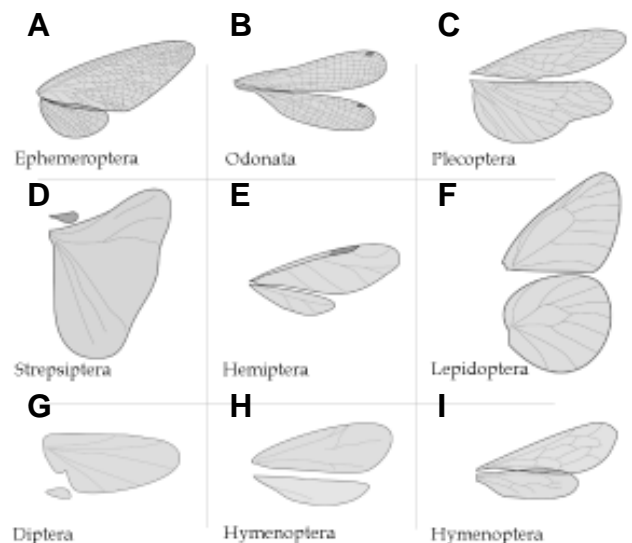 A
B
C
Ephemeroptera
Odonata
Plecoptera
D
E
F
Strepsiptera
Hemiptera
Lepidoptera
G
H
I
Diptera
Hymenoptera
Hymenoptera